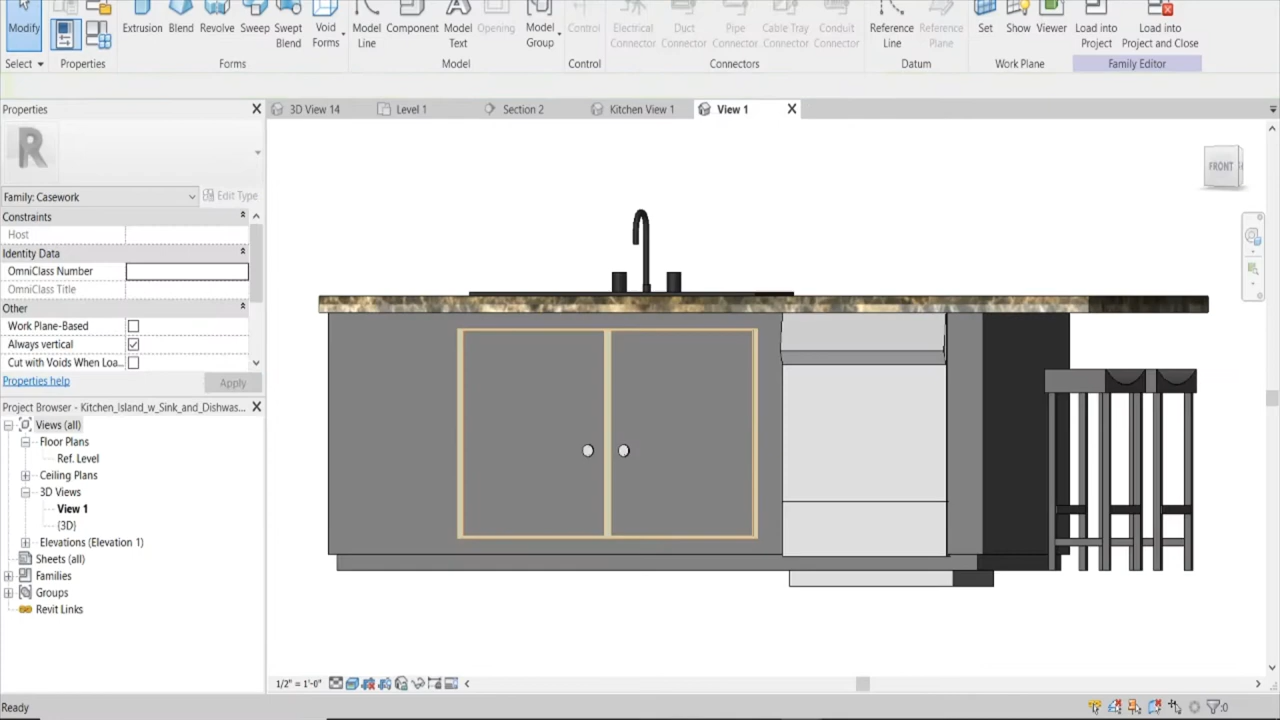 Modify
Extrusion Blend Revolve Sweep Swept Blend Void Forms Model Line Component Model Text Opening Model Group Control Electrical Connector Duct Connector Pipe Connector Cable Tray Connector Conduit Connector Reference Line Reference Plane Set Show Viewer Load into Project Load into Project and Close
Select Properties Forms Model Control Connectors Datum Work Plane Family Editor
Properties X
3D View 14 Level 1 Section 2 Kitchen View 1 View 1 X
R
FRONT
Family: Casework Edit Type
Constraints
Host
Identity Data
OmniClass Number
OmniClass Title
Other
Work Plane-Based
Always vertical
Cut with Voids When Loa...
Properties help Apply
Project Browser - Kitchen_Island_w_Sink_and_Dishwas... X
Views (all)
Floor Plans
Ref. Level
Ceiling Plans
3D Views
View 1
{3D}
Elevations (Elevation 1)
Sheets (all)
Families
Groups
Revit Links
1/2" = 1'-0"
Ready :0